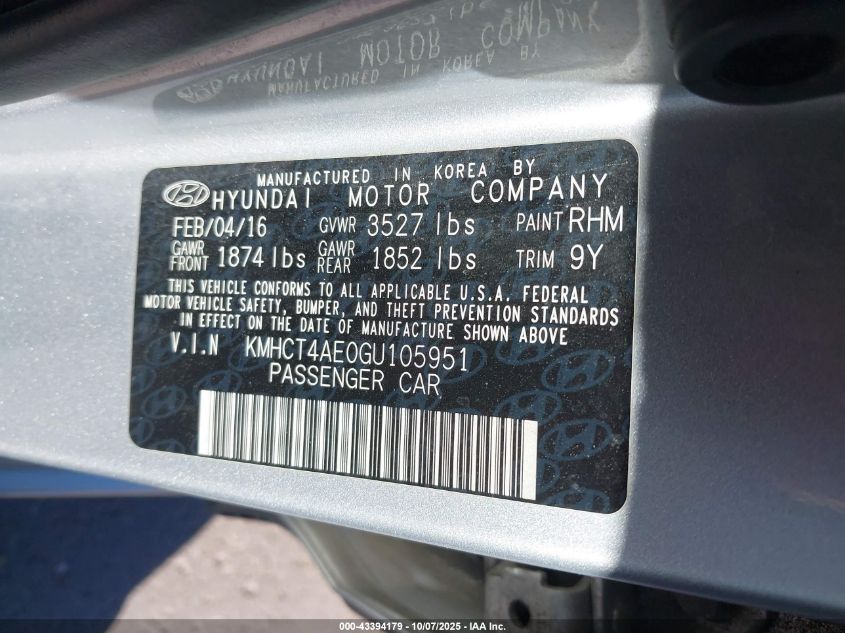 MANUFACTURED IN KOREA BY
HYUNDAI MOTOR COMPANY
FEB/04/16 GVWR 3527 lbs PAINT RHM
GAWR FRONT 1874 lbs GAWR REAR 1852 lbs TRIM 9Y
THIS VEHICLE CONFORMS TO ALL APPLICABLE U.S.A. FEDERAL
MOTOR VEHICLE SAFETY, BUMPER, AND THEFT PREVENTION STANDARDS
IN EFFECT ON THE DATE OF MANUFACTURE SHOWN ABOVE
V.I.N KMHCT4AE0GU105951
PASSENGER CAR
000-43394179 - 10/07/2025 - IAA Inc.